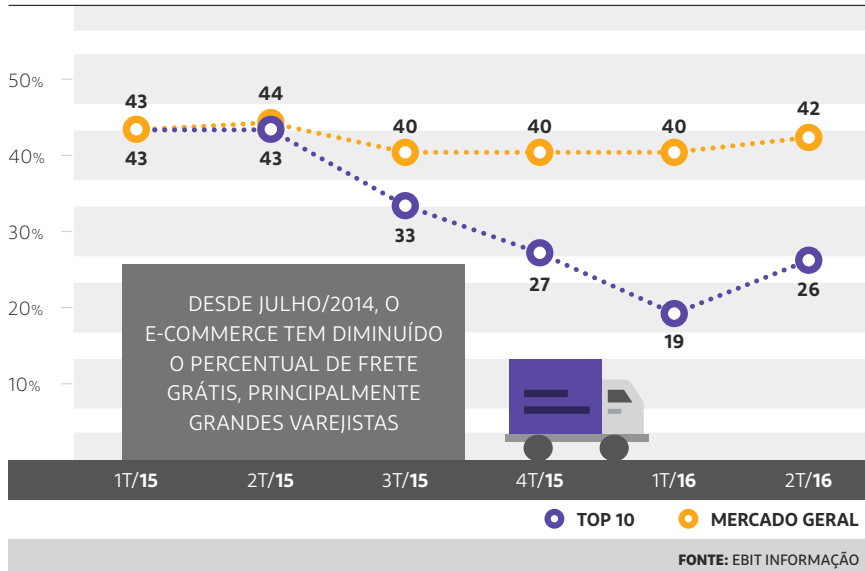 50%
40%
30%
20%
10%
43
44
40
40
40
42
43
43
33
27
19
26
DESDE JULHO/2014, O
E-COMMERCE TEM DIMINUÍDO
O PERCENTUAL DE FRETE
GRÁTIS, PRINCIPALMENTE
GRANDES VAREJISTAS
1T/15 2T/15 3T/15 4T/15 1T/16 2T/16
TOP 10 MERCADO GERAL
FONTE: EBIT INFORMAÇÃO